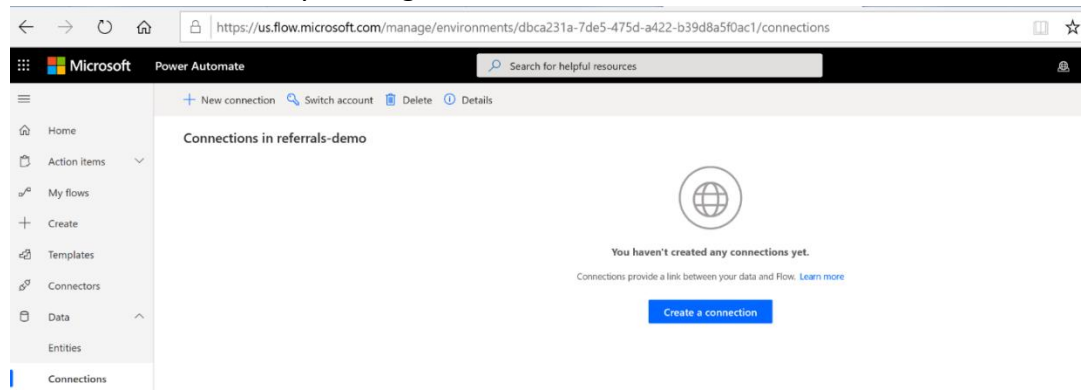 https://us.flow.microsoft.com/manage/environments/dbca231a-7de5-475d-a422-b39d8a5f0ac1/connections
Microsoft Power Automate Search for helpful resources
+ New connection Switch account Delete Details
Home
Connections in referrals-demo
Action items
My flows
Create
Templates
You haven't created any connections yet.
Connectors
Connections provide a link between your data and Flow. Learn more
Data
Create a connection
Entities
Connections